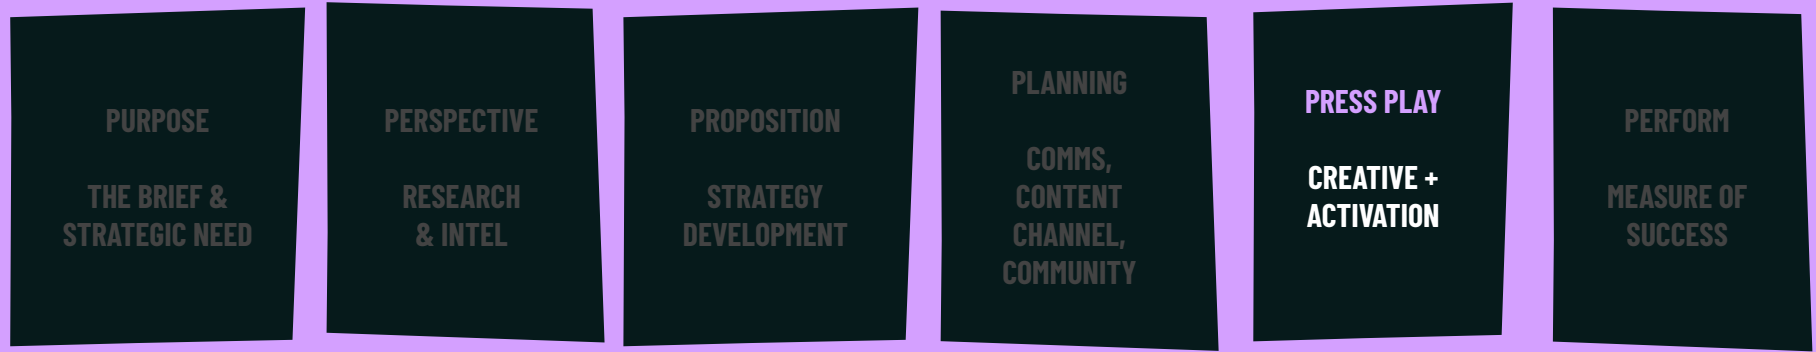 PURPOSE
THE BRIEF &
STRATEGIC NEED
PERSPECTIVE
RESEARCH
& INTEL
PROPOSITION
STRATEGY
DEVELOPMENT
PLANNING
COMMS,
CONTENT
CHANNEL,
COMMUNITY
PRESS PLAY
CREATIVE +
ACTIVATION
PERFORM
MEASURE OF
SUCCESS